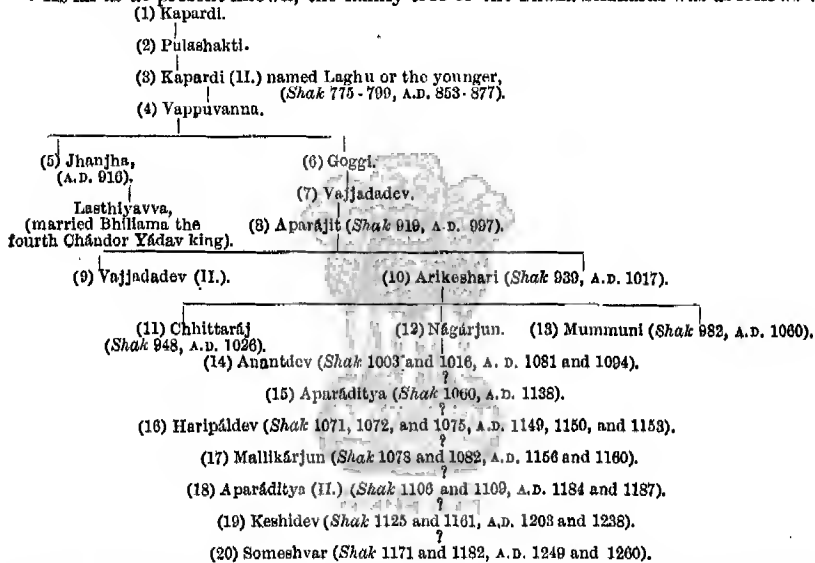 (1) Kapardi.
(2) Pulashakti.
(3) Kapardi (II.) named Laghu or the younger,
(Shak 775-799, A.D. 853-877).
(4) Vappuvanna.
(5) Jhanjha, (6) Goggi.
(A.D. 916). (7) Vajjadadev.
Lasthiyavva,
(married Bhillama the (8) Aparájit (Shak 919, A.D. 997).
fourth Chándor Yádav king).
(9) Vajjadadev (II.). (10) Arikeshari (Shak 939, A.D. 1017).
(11) Chhittaráj (12) Nágárjun. (13) Mummuni (Shak 982, A.D. 1060).
(Shak 948, A.D. 1026).
(14) Anantdev (Shak 1003 and 1016, A. D. 1081 and 1094).
?
(15) Aparáditya (Shak 1060, A.D. 1138).
?
(16) Haripáldev (Shak 1071, 1072, and 1075, A.D. 1149, 1150, and 1153).
?
(17) Mallikárjun (Shak 1078 and 1082, A.D. 1156 and 1160).
?
(18) Aparáditya (II.) (Shak 1106 and 1109, A.D. 1184 and 1187).
?
(19) Keshidev (Shak 1125 and 1161, A.D. 1203 and 1238).
?
(20) Someshvar (Shak 1171 and 1182, A.D. 1249 and 1260).